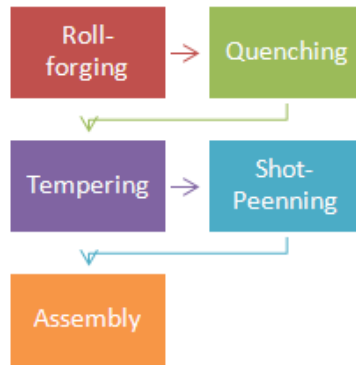 Roll-
forging
Quenching
Tempering
Shot-
Peenning
Assembly